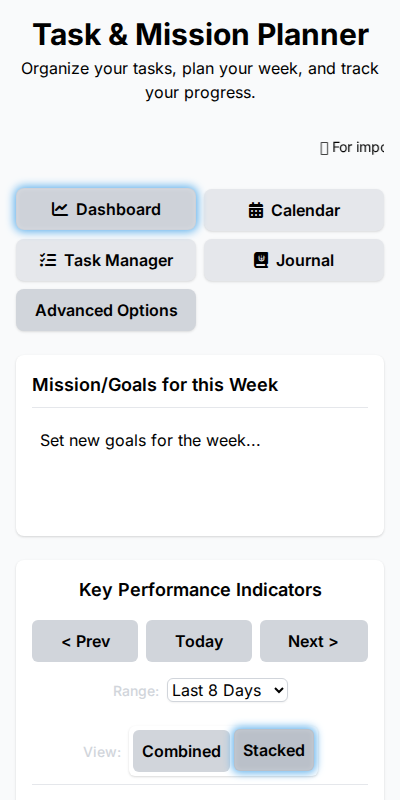 Task & Mission Planner
Organize your tasks, plan your week, and track
your progress.
For impo
Dashboard
Calendar
Task Manager
Journal
Advanced Options
Mission/Goals for this Week
Set new goals for the week...
Key Performance Indicators
< Prev
Today
Next >
Range: Last 8 Days
View: Combined Stacked